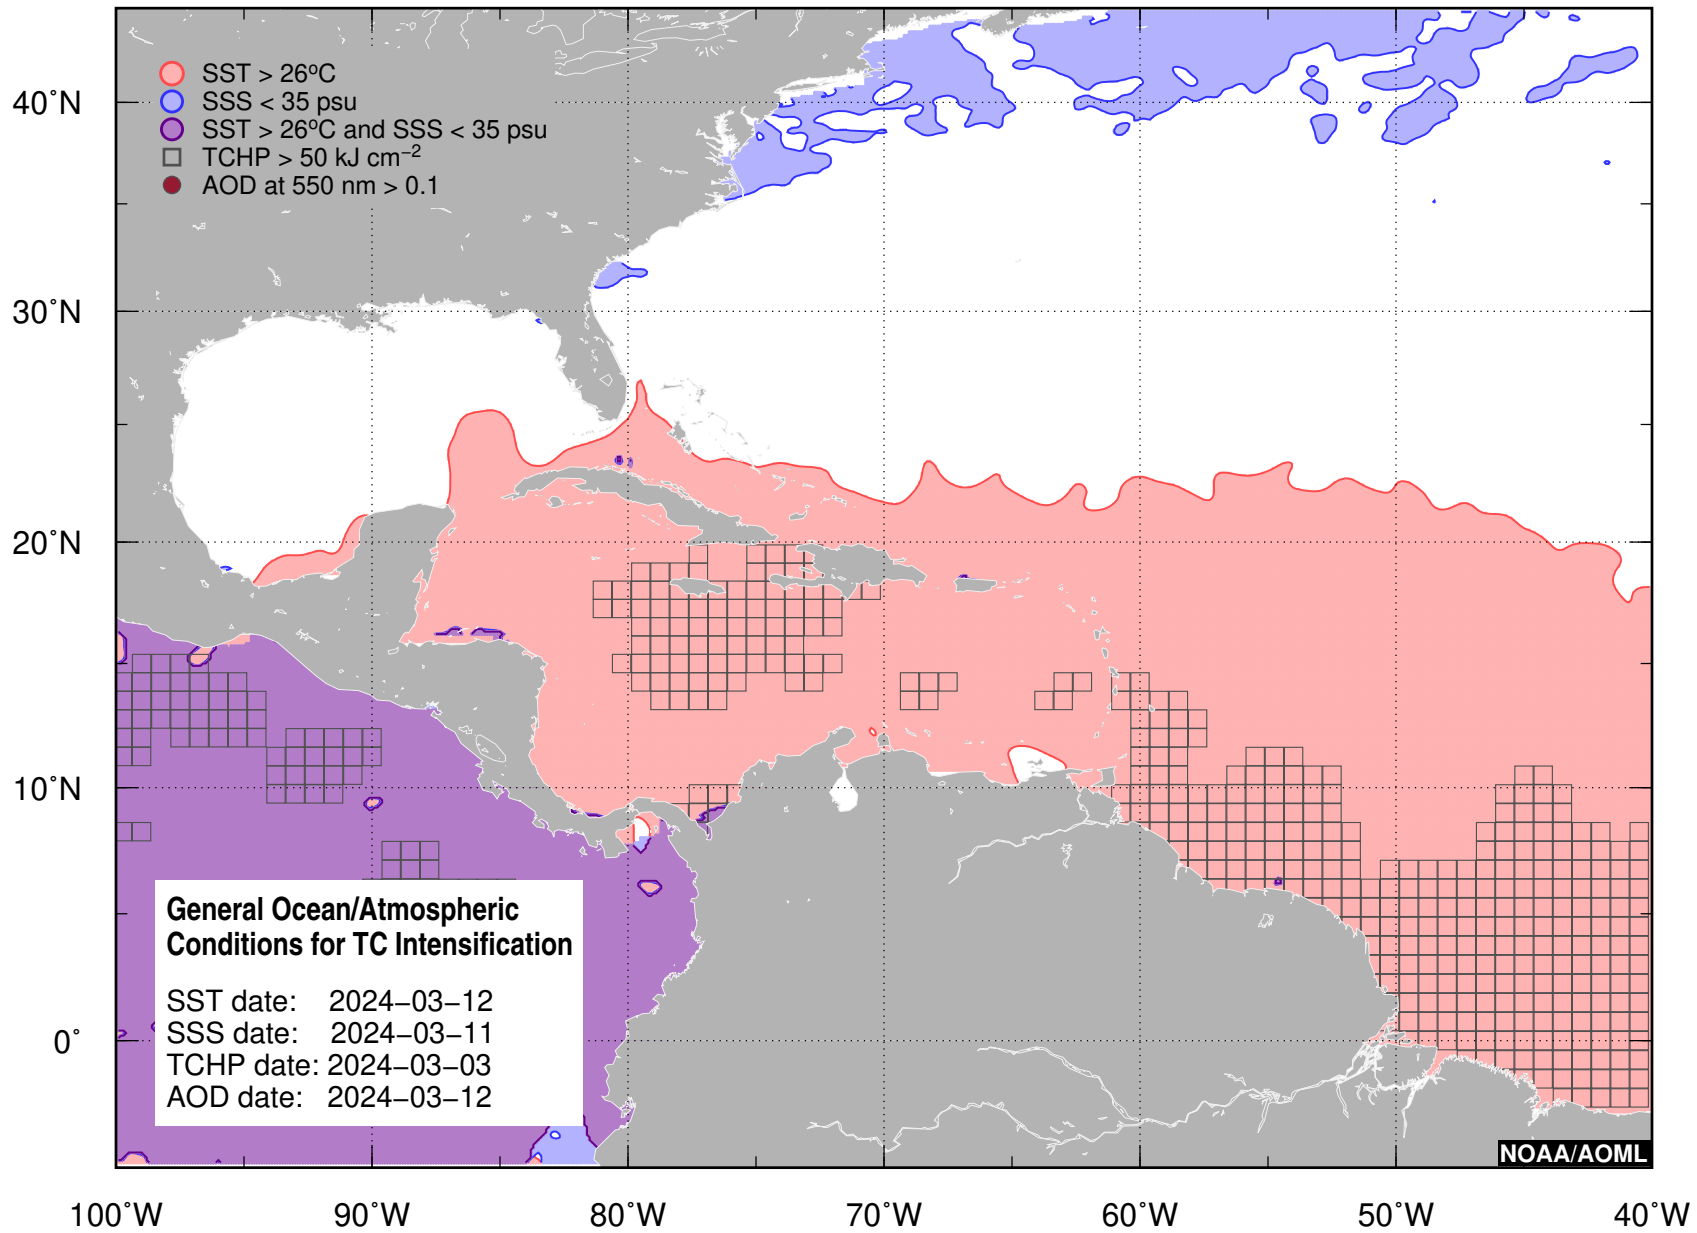 SST > 26°C
SSS < 35 psu
SST > 26°C and SSS < 35 psu
TCHP > 50 kJ cm−2
AOD at 550 nm > 0.1
40°N
30°N
20°N
10°N
0°
General Ocean/Atmospheric
Conditions for TC Intensification
SST date: 2024−03−12
SSS date: 2024−03−11
TCHP date: 2024−03−03
AOD date: 2024−03−12
NOAA/AOML
100°W 90°W 80°W 70°W 60°W 50°W 40°W